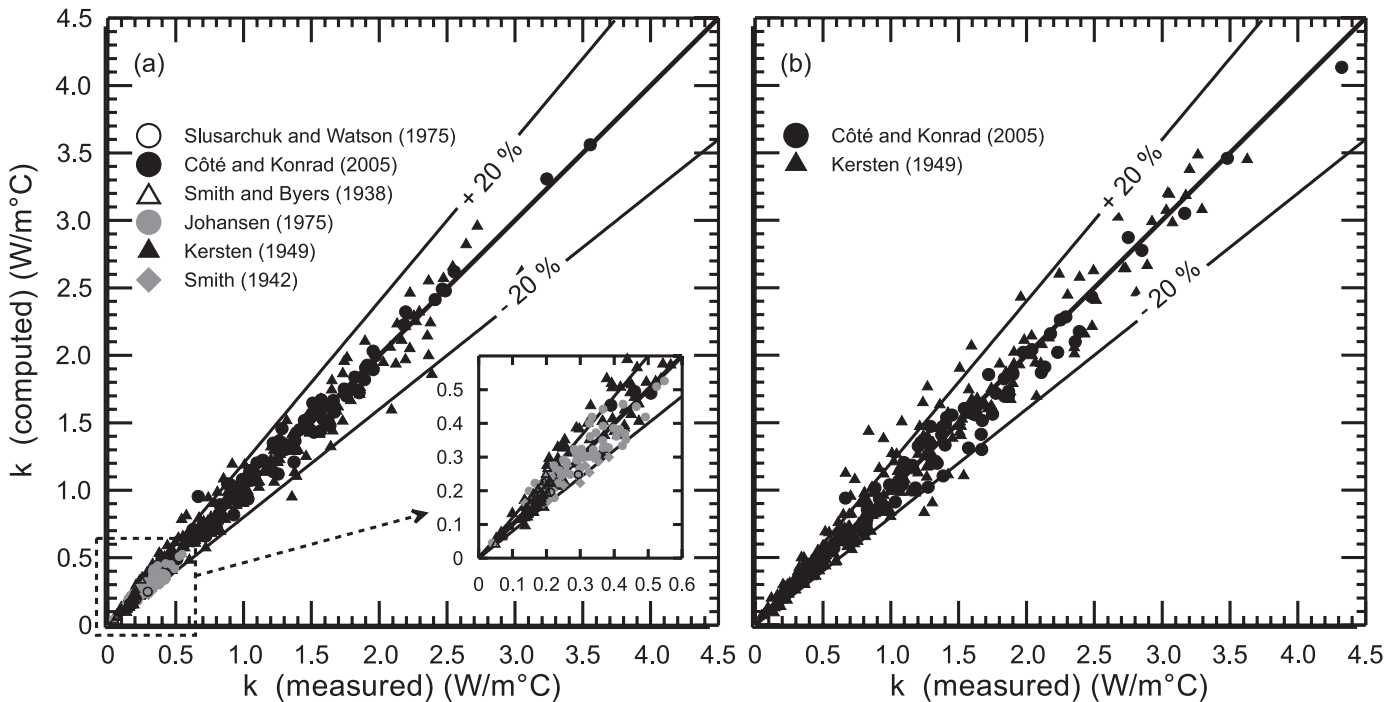 4.5
4.0
3.5
3.0
2.5
2.0
1.5
1.0
0.5
0
k (computed) (W/m°C)
(a)
Slusarchuk and Watson (1975)
Côté and Konrad (2005)
Smith and Byers (1938)
Johansen (1975)
Kersten (1949)
Smith (1942)
+ 20 %
- 20 %
0.5
0.4
0.3
0.2
0.1
0
0 0.1 0.2 0.3 0.4 0.5 0.6
0 0.5 1.0 1.5 2.0 2.5 3.0 3.5 4.0 4.5
k (measured) (W/m°C)
(b)
Côté and Konrad (2005)
Kersten (1949)
+ 20 %
- 20 %
0.0 0.5 1.0 1.5 2.0 2.5 3.0 3.5 4.0 4.5
k (measured) (W/m°C)